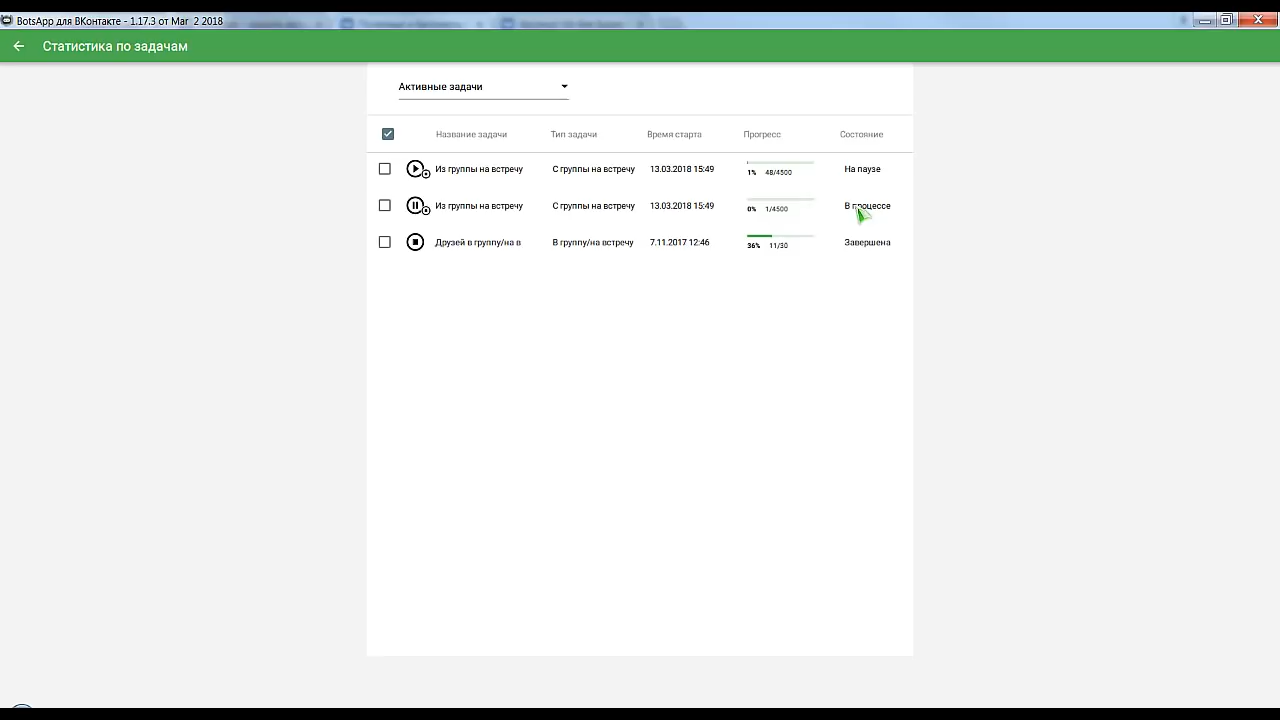 BotsApp для ВКонтакте - 1.17.3 от Mar 2 2018
Статистика по задачам
Активные задачи
Название задачи Тип задачи Время старта Прогресс Состояние
Из группы на встречу С группы на встречу 13.03.2018 15:49 1% 48/4500 На паузе
Из группы на встречу С группы на встречу 13.03.2018 15:49 0% 1/4500 В процессе
Друзей в группу/на в В группу/на встречу 7.11.2017 12:46 36% 11/30 Завершена